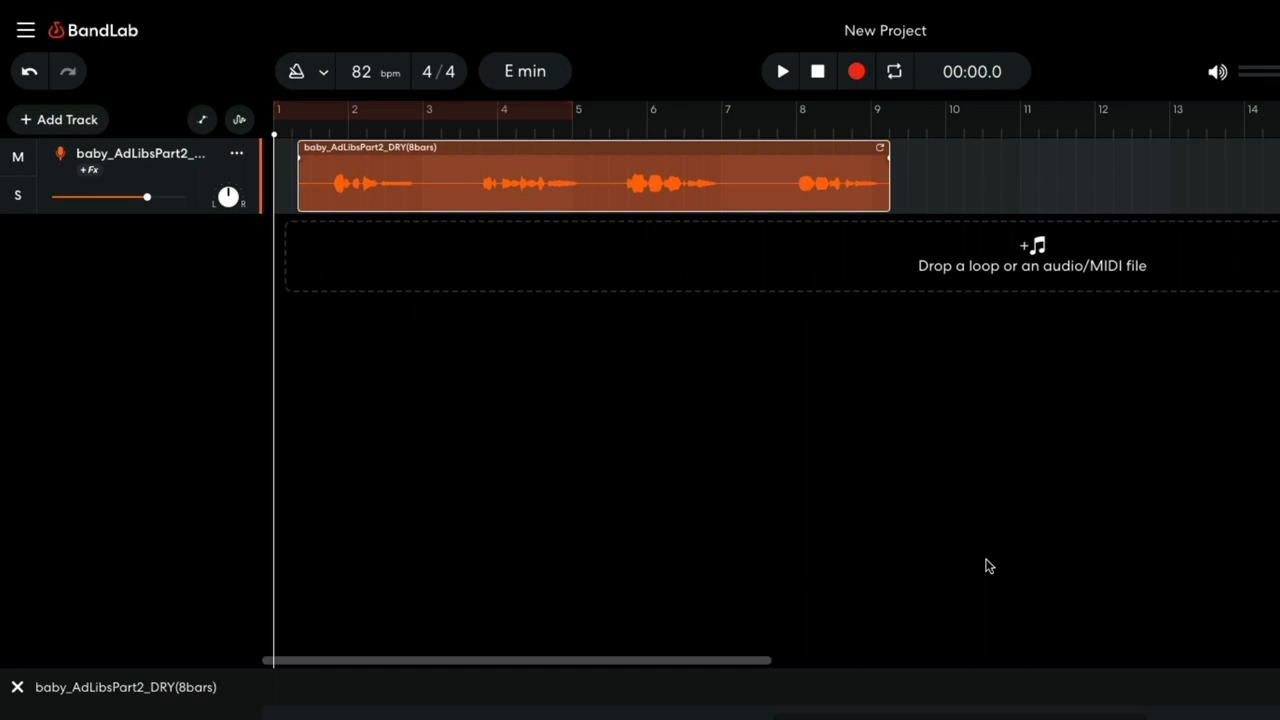 BandLab
New Project
82 bpm
4/4
E min
00:00.0
+ Add Track
1 2 3 4 5 6 7 8 9 10 11 12 13 14
M
baby_AdLibsPart2_...
+Fx
S
L R
baby_AdLibsPart2_DRY(8bars)
Drop a loop or an audio/MIDI file
baby_AdLibsPart2_DRY(8bars)